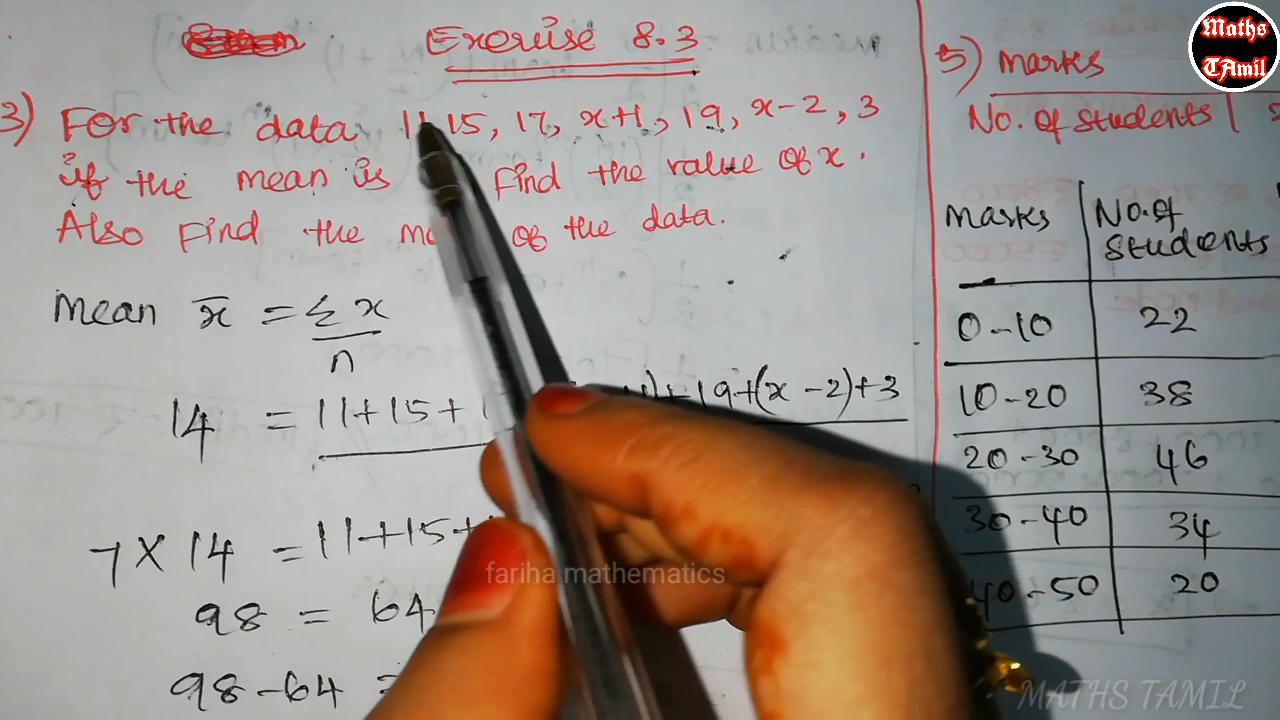 Exercise 8.3
3) For the data 11, 15, 17, x+1, 19, x-2, 3
if the mean is Find the value of x.
Also Find the of the data.
Mean x̄ = Σx
n
14 = 11+15+ 19+(x-2)+3
7 X 14 = 11+15+
98 = 64
98-64 =
5) Marks
No. of students
Marks No. of students
0-10 22
10-20 38
20-30 46
30-40 34
40-50 20
Maths
TAmil
fariha mathematics
MATHS TAMIL